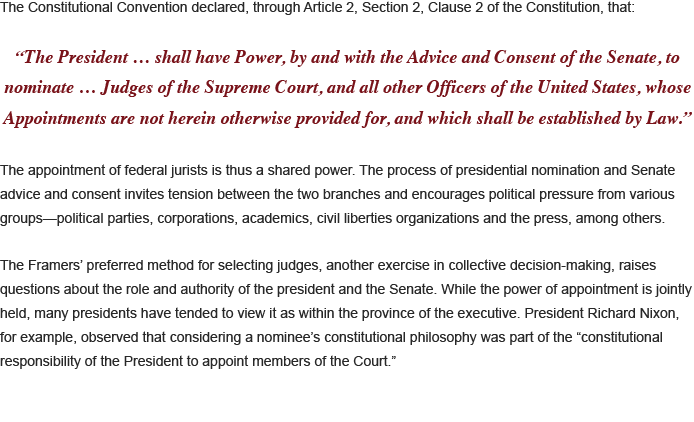 The Constitutional Convention declared, through Article 2, Section 2, Clause 2 of the Constitution, that:
“The President … shall have Power, by and with the Advice and Consent of the Senate, to
nominate … Judges of the Supreme Court, and all other Officers of the United States, whose
Appointments are not herein otherwise provided for, and which shall be established by Law.”
The appointment of federal jurists is thus a shared power. The process of presidential nomination and Senate
advice and consent invites tension between the two branches and encourages political pressure from various
groups—political parties, corporations, academics, civil liberties organizations and the press, among others.
The Framers’ preferred method for selecting judges, another exercise in collective decision-making, raises
questions about the role and authority of the president and the Senate. While the power of appointment is jointly
held, many presidents have tended to view it as within the province of the executive. President Richard Nixon,
for example, observed that considering a nominee’s constitutional philosophy was part of the “constitutional
responsibility of the President to appoint members of the Court.”